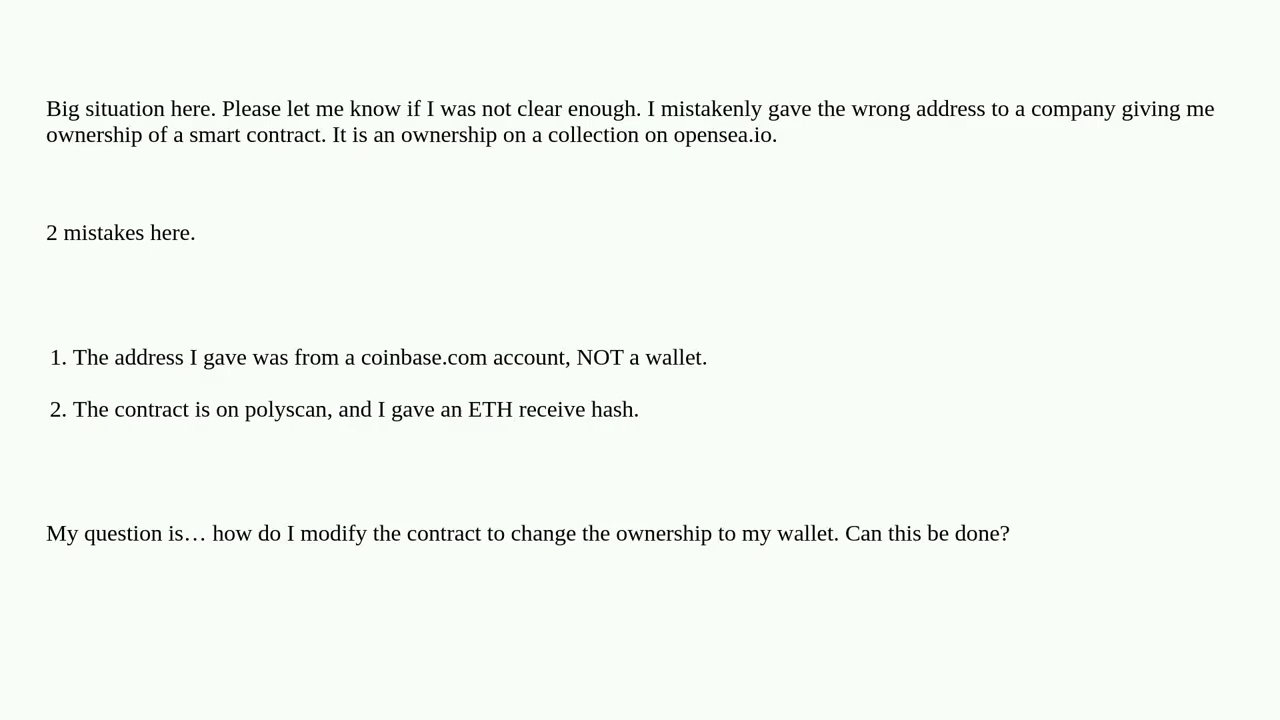 Big situation here. Please let me know if I was not clear enough. I mistakenly gave the wrong address to a company giving me
ownership of a smart contract. It is an ownership on a collection on opensea.io.
2 mistakes here.
1. The address I gave was from a coinbase.com account, NOT a wallet.
2. The contract is on polyscan, and I gave an ETH receive hash.
My question is… how do I modify the contract to change the ownership to my wallet. Can this be done?